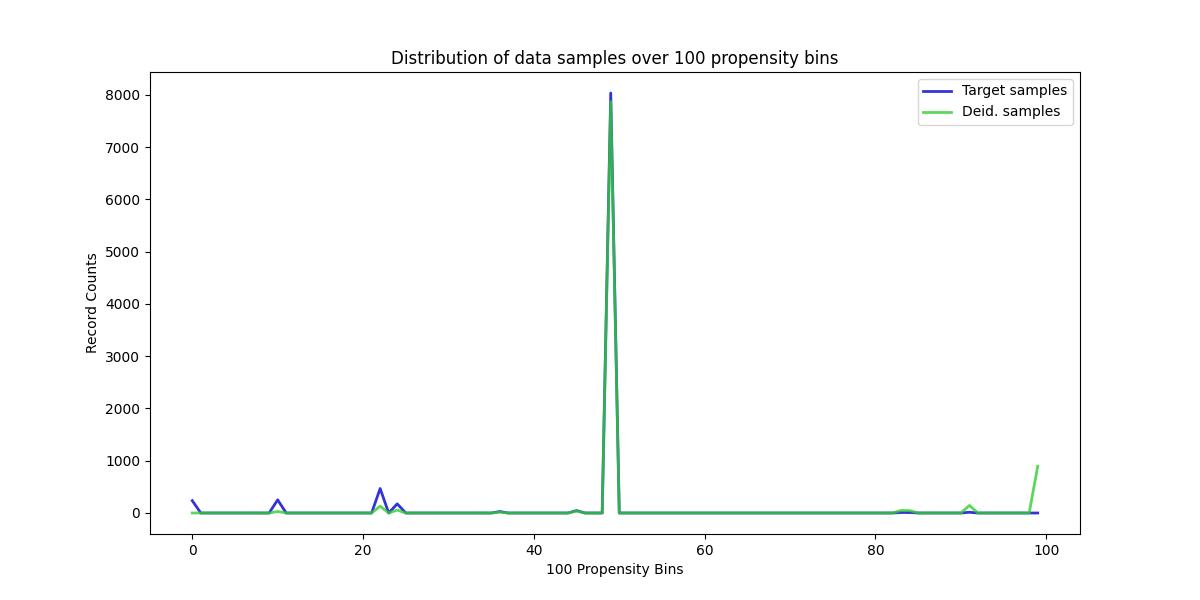 Distribution of data samples over 100 propensity bins
Target samples
Deid. samples
8000
7000
6000
5000
4000
3000
2000
1000
0
Record Counts
0 20 40 60 80 100
100 Propensity Bins